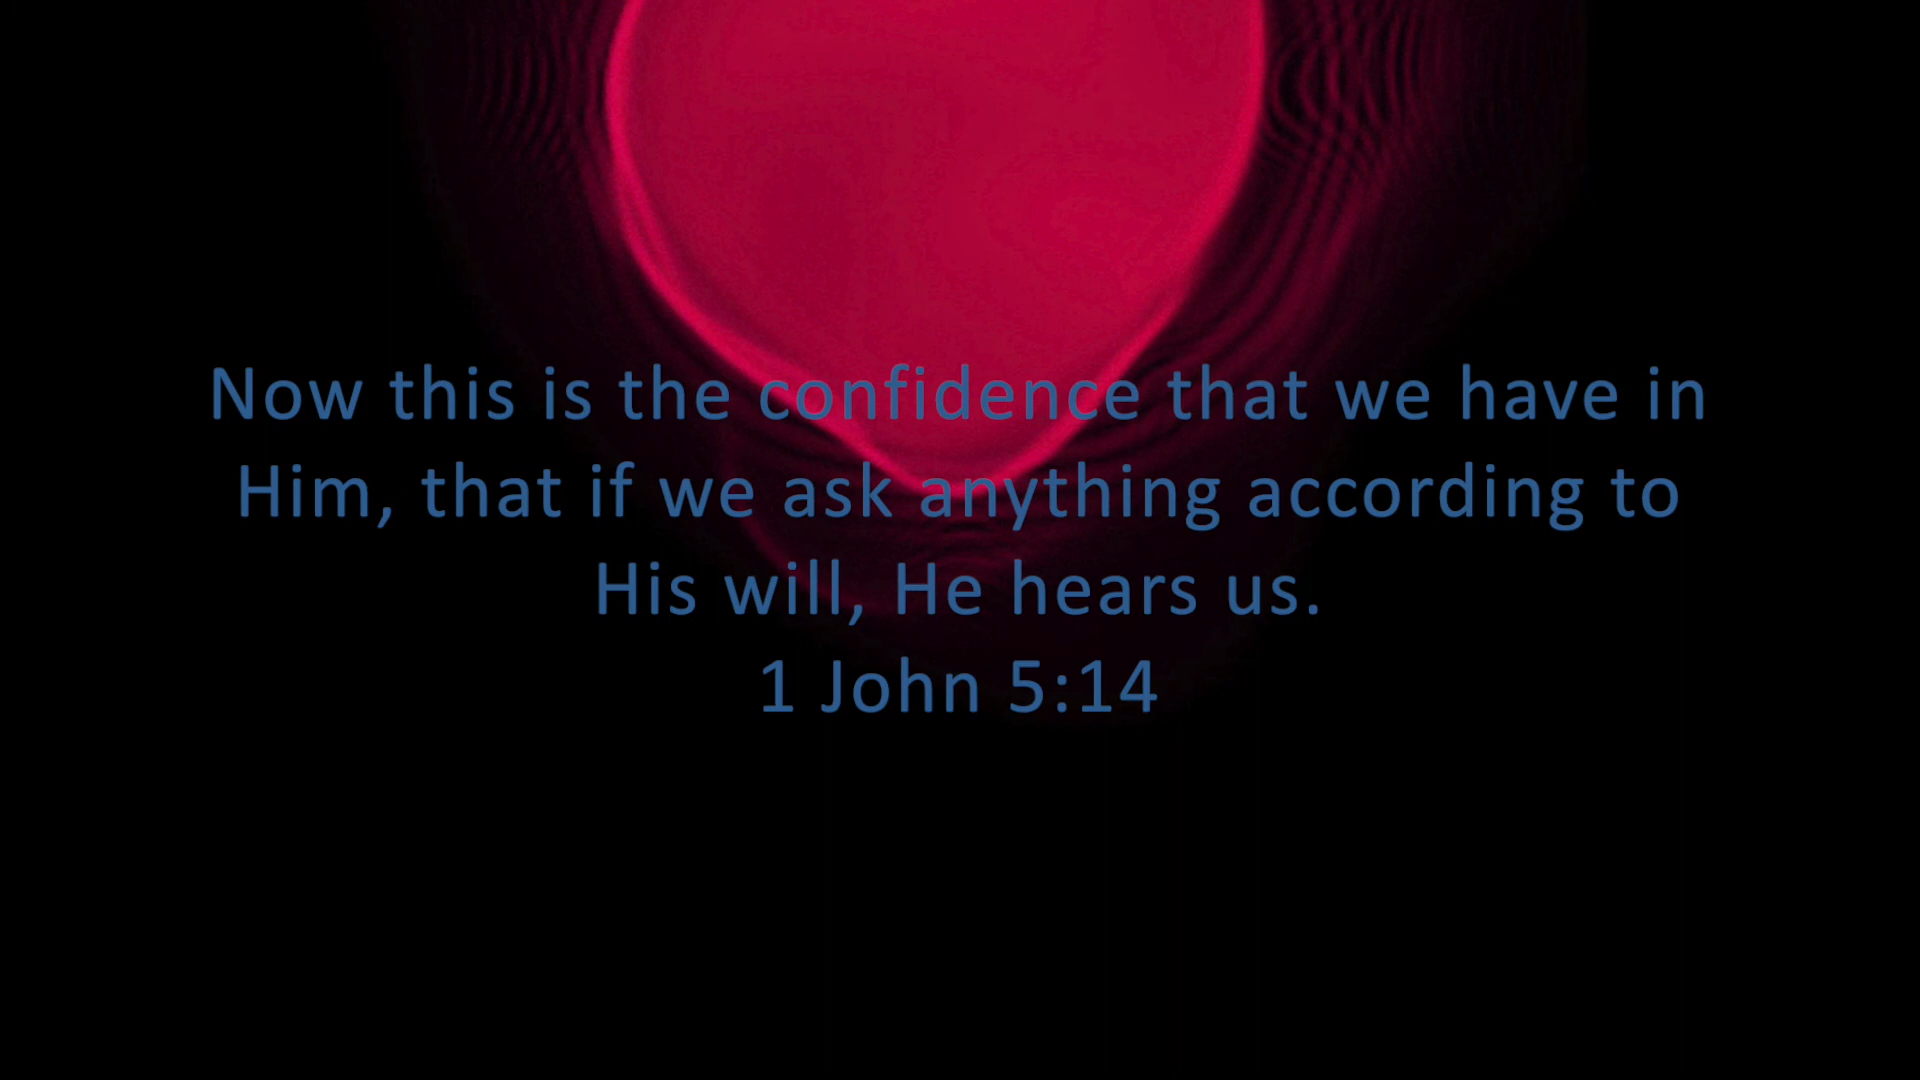 Now this is the confidence that we have in
Him, that if we ask anything according to
His will, He hears us.
1 John 5:14